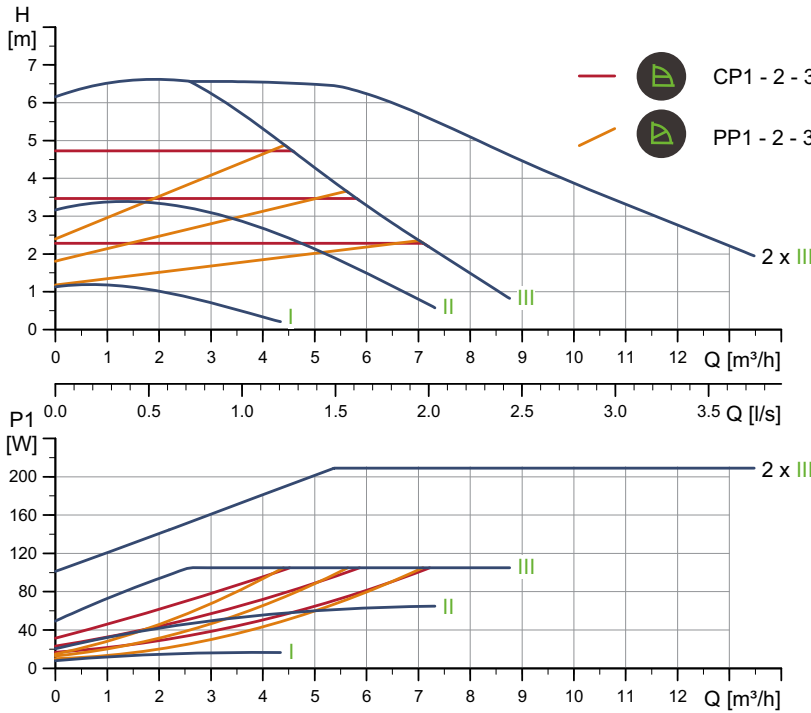 H
[m]
7
6
5
4
3
2
1
0
CP1 - 2 - 3
PP1 - 2 - 3
2 x III
III
II
I
0 1 2 3 4 5 6 7 8 9 10 11 12 Q [m³/h]
0.0 0.5 1.0 1.5 2.0 2.5 3.0 3.5 Q [l/s]
P1
[W]
200
160
120
80
40
0
2 x III
III
II
I
0 1 2 3 4 5 6 7 8 9 10 11 12 Q [m³/h]